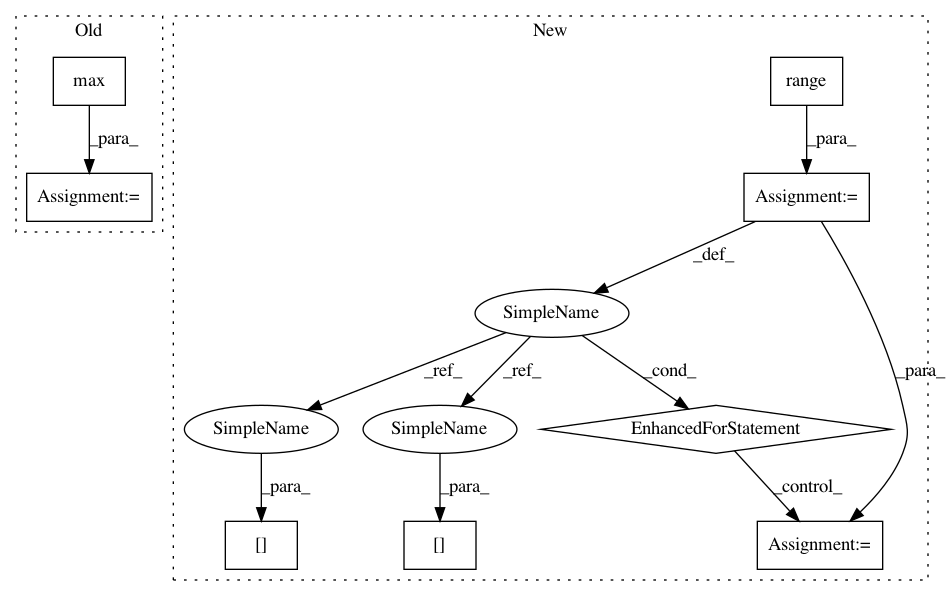 Old
New
max
range
_para_
_para_
Assignment:=
Assignment:=
_def_
SimpleName
_ref_
_ref_
_cond_
_para_
SimpleName
SimpleName
EnhancedForStatement
_para_
_para_
_control_
[]
[]
Assignment:=